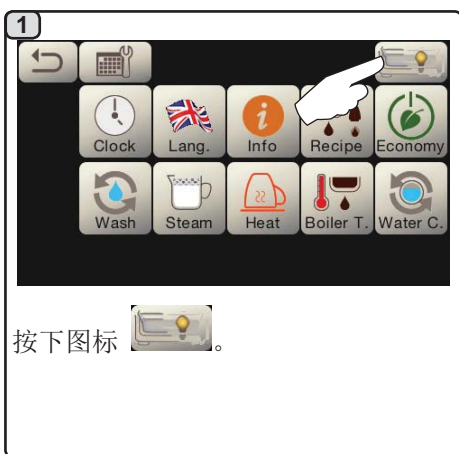 1
Clock Lang. Info Recipe Economy
Wash Steam Heat Boiler T. Water C.
按下图标 。